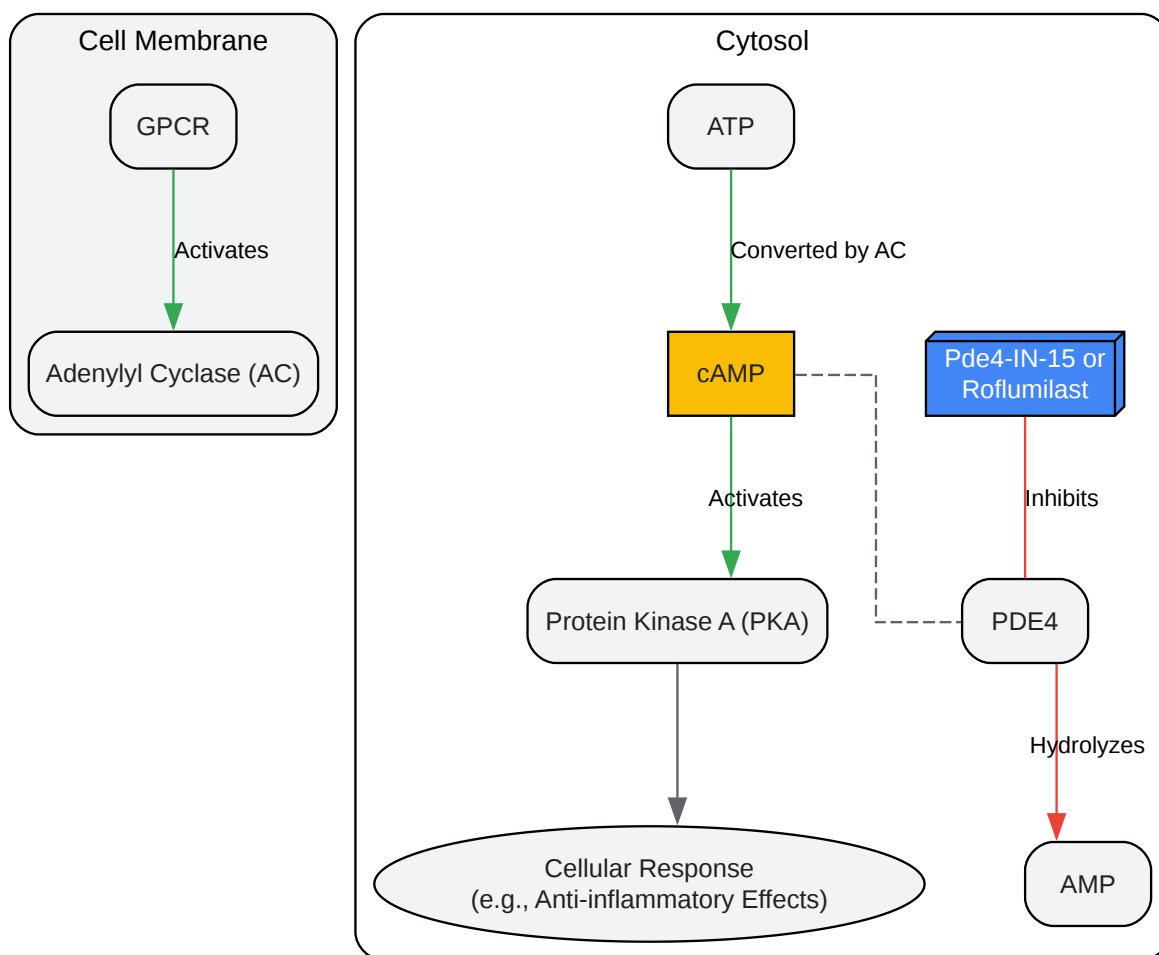 Cell Membrane
GPCR
Activates
Adenylyl Cyclase (AC)
Cytosol
ATP
Converted by AC
cAMP
Pde4-IN-15 or
Roflumilast
Activates
Inhibits
Protein Kinase A (PKA)
PDE4
Hydrolyzes
Cellular Response
(e.g., Anti-inflammatory Effects)
AMP